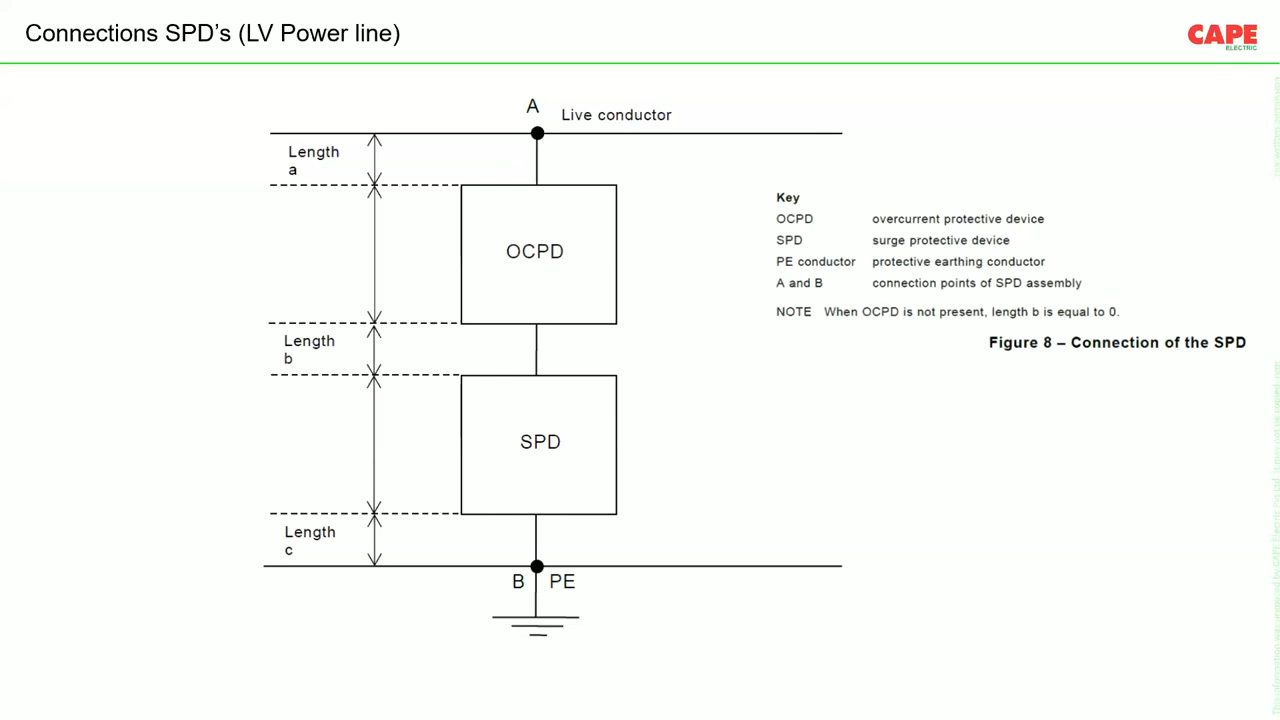 Connections SPD's (LV Power line)
CAPE
ELECTRIC
A
Live conductor
Length
a
OCPD
Length
b
SPD
Length
c
B PE
Key
OCPD overcurrent protective device
SPD surge protective device
PE conductor protective earthing conductor
A and B connection points of SPD assembly
NOTE When OCPD is not present, length b is equal to 0.
Figure 8 – Connection of the SPD